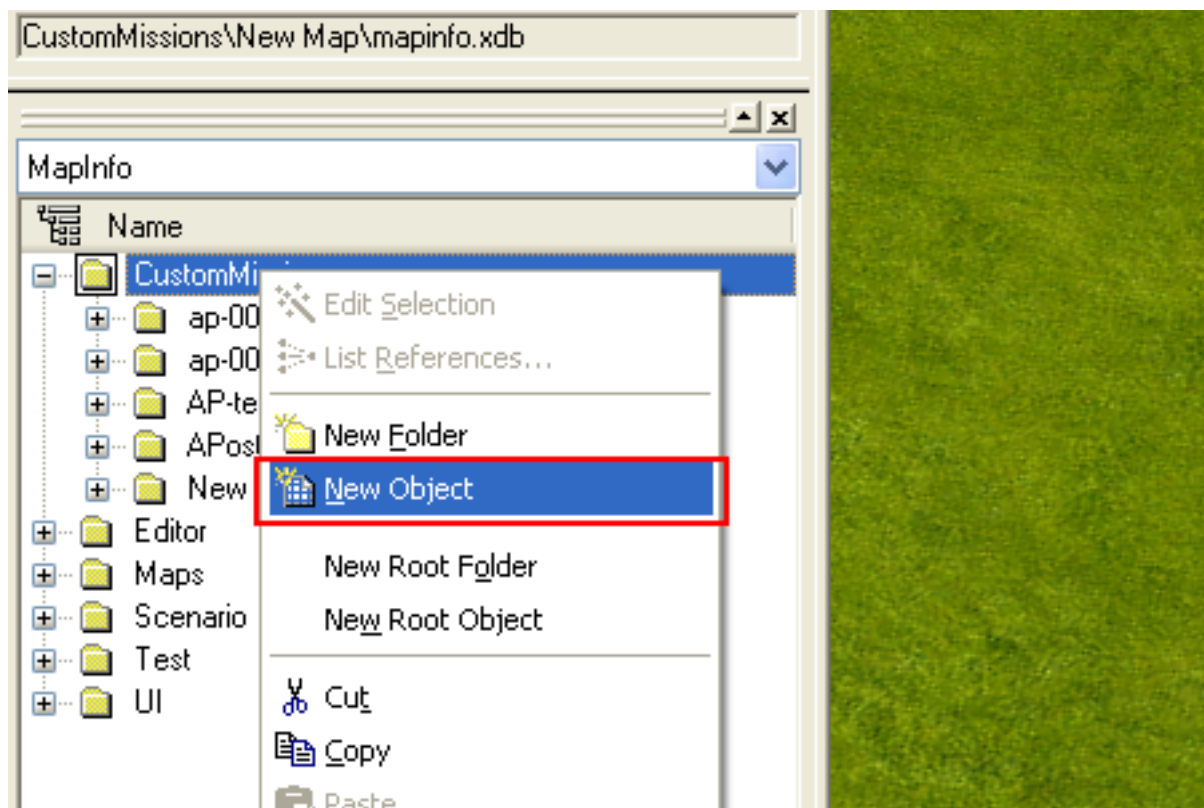 CustomMissions\New Map\mapinfo.xdb
MapInfo
Name
CustomMi
Edit Selection
ap-00
List References...
ap-00
AP-te
New Folder
APost
New
New Object
Editor
New Root Folder
Maps
New Root Object
Scenario
Test
Cut
UI
Copy
Paste